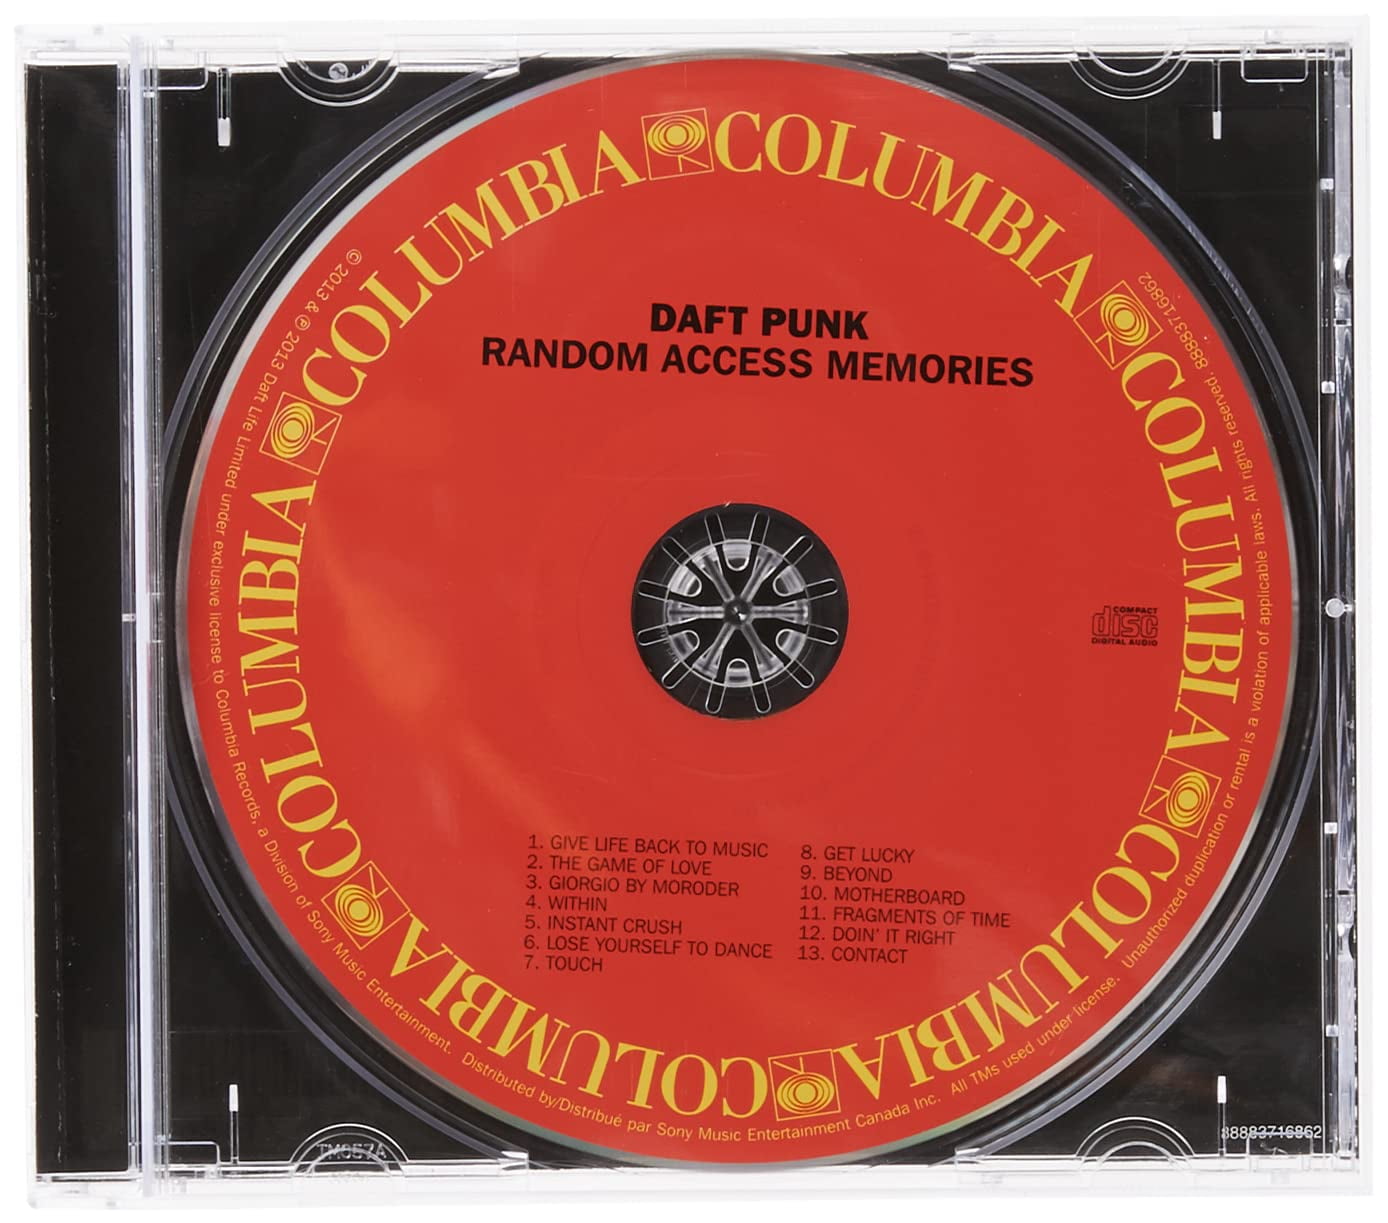 COLUMBIA COLUMBIA COLUMBIA COLUMBIA COLUMBIA COLUMBIA
DAFT PUNK
RANDOM ACCESS MEMORIES
COMPACT
disc
DIGITAL AUDIO
1. GIVE LIFE BACK TO MUSIC
2. THE GAME OF LOVE
3. GIORGIO BY MORODER
4. WITHIN
5. INSTANT CRUSH
6. LOSE YOURSELF TO DANCE
7. TOUCH
8. GET LUCKY
9. BEYOND
10. MOTHERBOARD
11. FRAGMENTS OF TIME
12. DOIN' IT RIGHT
13. CONTACT
© 2013 & ℗ 2013 Daft Life Limited under exclusive license to Columbia Records, a Division of Sony Music Entertainment. Distributed by/Distribué par Sony Music Entertainment Canada Inc. All TMs used under license. Unauthorized duplication or rental is a violation of applicable laws. All rights reserved. 88883716862
TM657A
88883716862